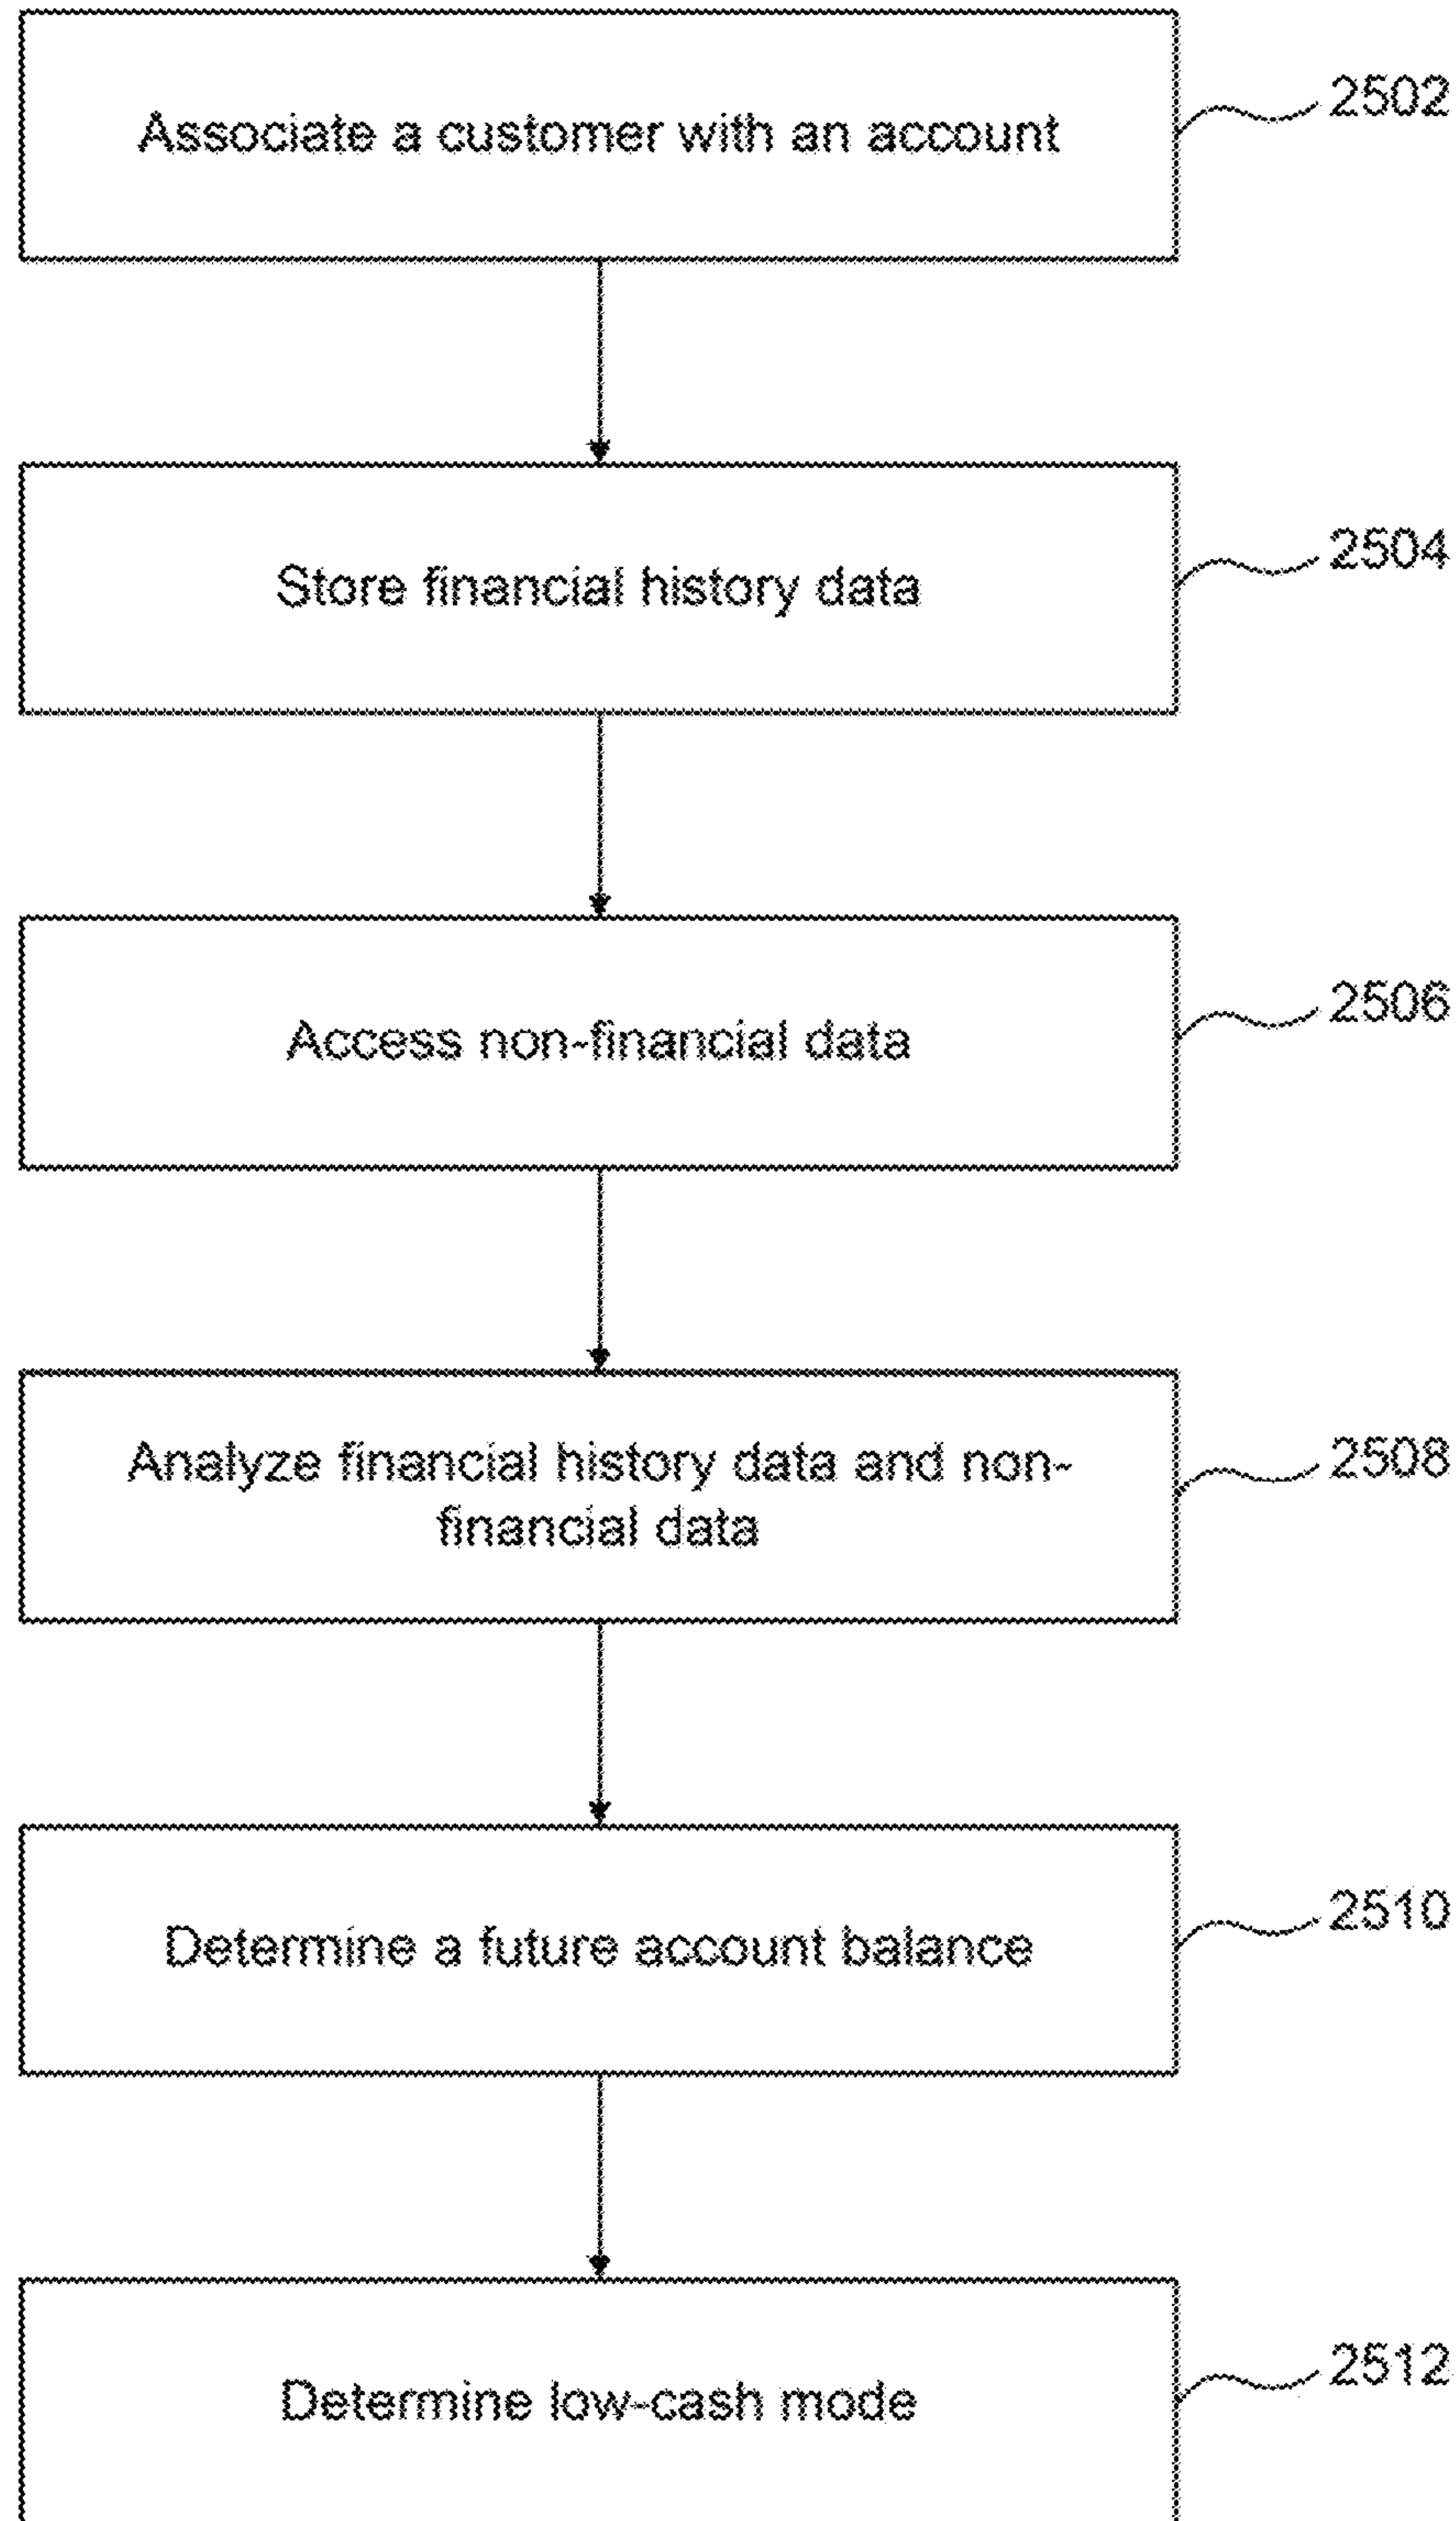 Associate a customer with an account
2502
Store financial history data
2504
Access non-financial data
2506
Analyze financial history data and non-
financial data
2508
Determine a future account balance
2510
Determine low-cash mode
2512